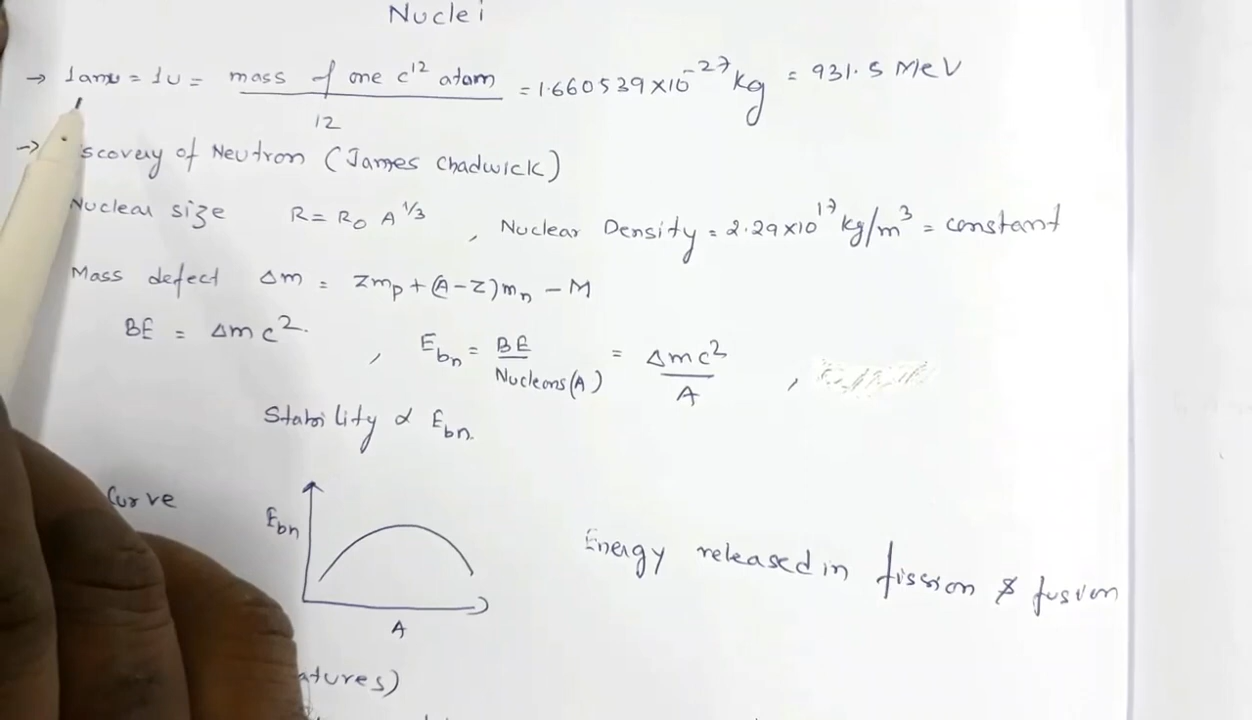 Nuclei
→ 1amu = 1u = mass of one C¹² atom / 12 = 1.660539×10⁻²⁷ kg = 931.5 MeV
→ scovery of Neutron (James Chadwick)
Nuclear size R = R₀ A^1/3 , Nuclear Density = 2.29×10¹⁷ kg/m³ = constant
Mass defect Δm = Zmp + (A-Z)mn - M
BE = Δmc². , Ebn = BE / Nucleons(A) = Δmc² / A ,
Stability ∝ Ebn.
Curve
Ebn
A
Energy released in fission & fusion
atures)